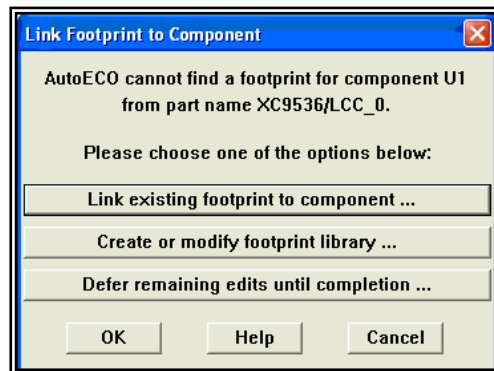 Link Footprint to Component
AutoECO cannot find a footprint for component U1
from part name XC9536/LCC_0.
Please choose one of the options below:
Link existing footprint to component ...
Create or modify footprint library ...
Defer remaining edits until completion ...
OK Help Cancel